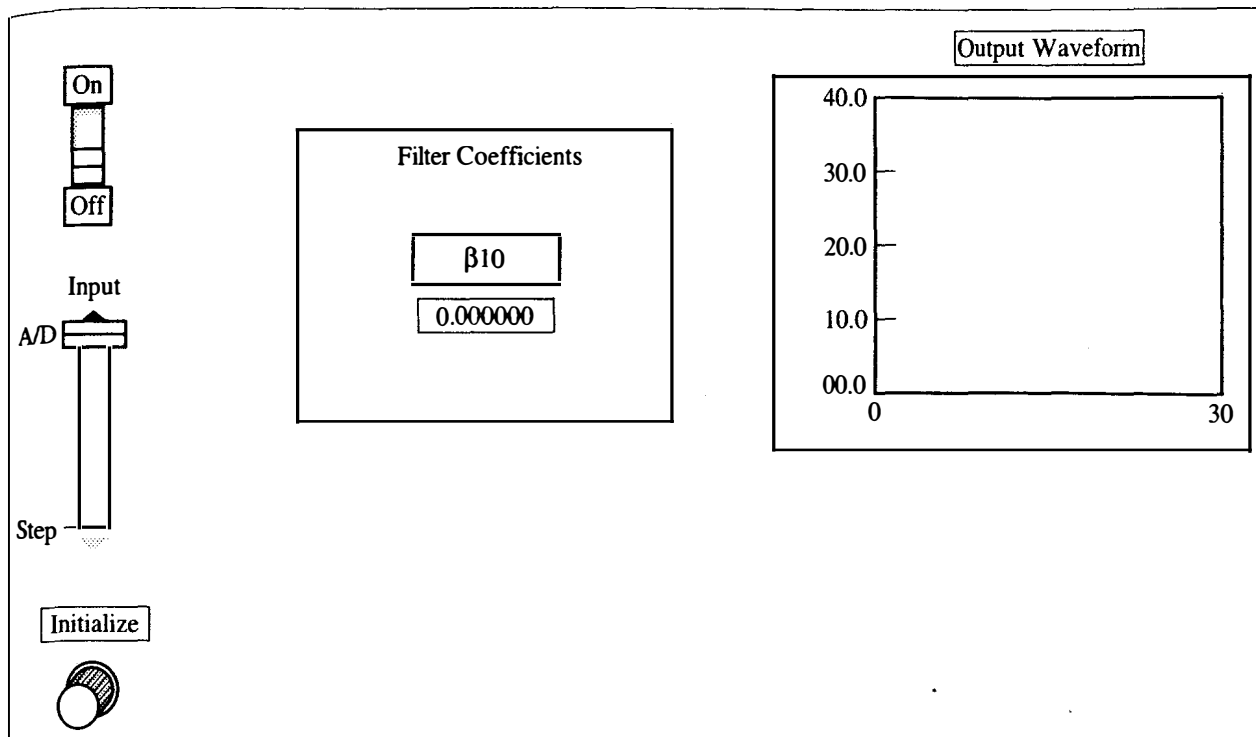 On
Off
Input
A/D
Step
Initialize
Filter Coefficients
β10
0.000000
Output Waveform
40.0
30.0
20.0
10.0
00.0
0 30